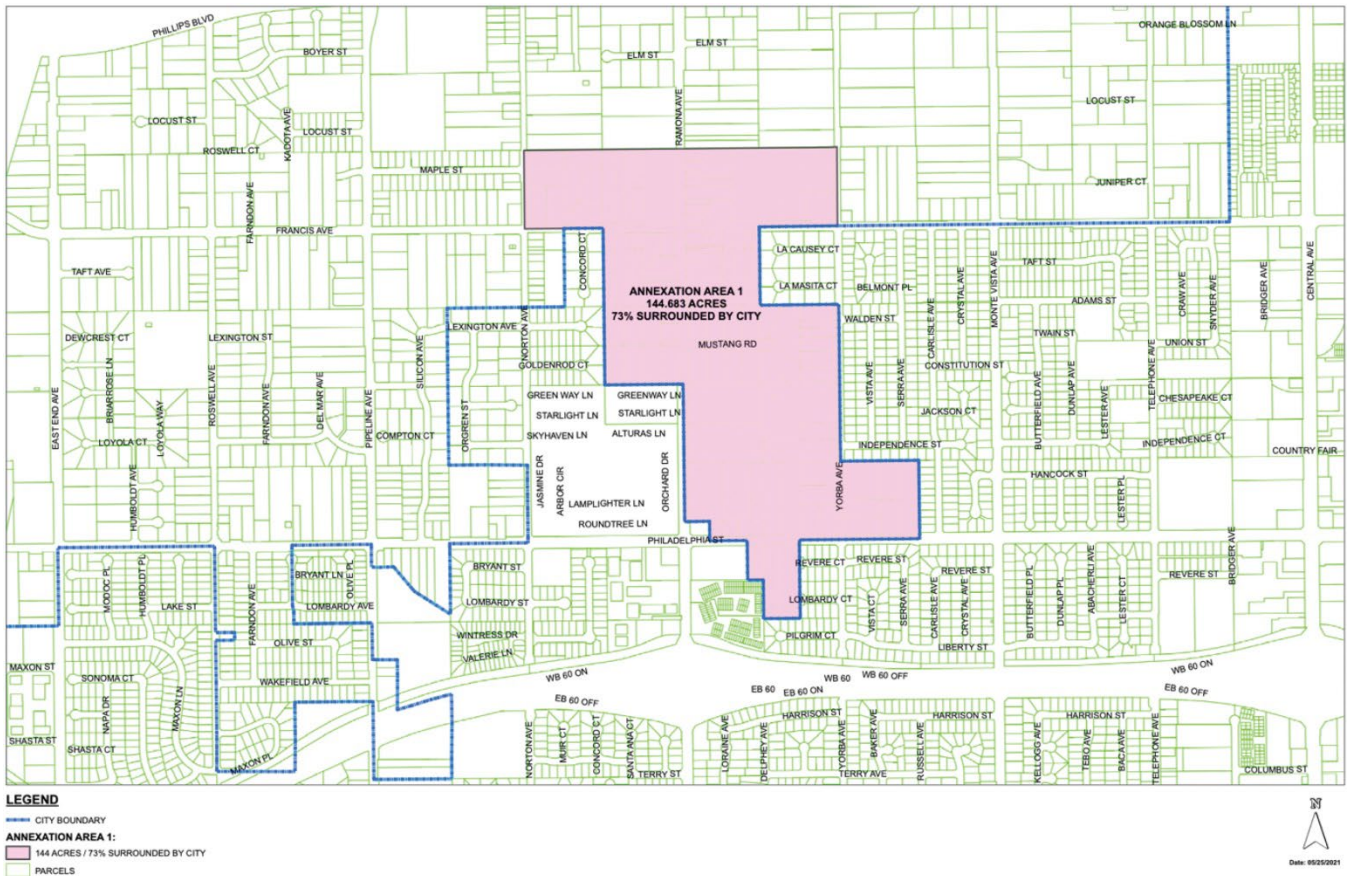 PHILLIPS BLVD
ORANGE BLOSSOM LN
BOYER ST
ELM ST
ELM ST
LOCUST ST
KADOTA AVE
LOCUST ST
RAMONA AVE
LOCUST ST
ROSWELL CT
MAPLE ST
JUNIPER CT
FARNDON AVE
FRANCIS AVE
CONCORD CT
LA CAUSEY CT
TAFT AVE
TAFT ST
LA MASITA CT
BELMONT PL
CRYSTAL AVE
MONTE VISTA AVE
ADAMS ST
CRAW AVE
SNYDER AVE
BRIDGER AVE
CENTRAL AVE
ANNEXATION AREA 1
144.683 ACRES
73% SURROUNDED BY CITY
WALDEN ST
CARLISLE AVE
TWAIN ST
UNION ST
DEWCREST CT
LEXINGTON ST
LEXINGTON AVE
NORTON AVE
MUSTANG RD
BRIARROSE LN
SILICON AVE
GOLDENROD CT
CONSTITUTION ST
TELEPHONE AVE
EAST END AVE
LOYOLA WAY
ROSWELL AVE
FARNDON AVE
DEL MAR AVE
PIPELINE AVE
ORGREN ST
GREEN WAY LN
GREENWAY LN
VISTA AVE
SERRA AVE
BUTTERFIELD AVE
DUNLAP AVE
LESTER AVE
CHESAPEAKE CT
STARLIGHT LN
STARLIGHT LN
JACKSON CT
LOYOLA CT
COMPTON CT
SKYHAVEN LN
ALTURAS LN
INDEPENDENCE ST
INDEPENDENCE CT
COUNTRY FAIR
HUMBOLDT AVE
JASMINE DR
ARBOR CIR
ORCHARD DR
YORBA AVE
HANCOCK ST
LESTER PL
LAMPLIGHTER LN
ROUNDTREE LN
PHILADELPHIA ST
MODOC PL
HUMBOLDT PL
BRYANT LN
OLIVE PL
BRYANT ST
REVERE CT
REVERE ST
REVERE ST
REVERE ST
BRIDGER AVE
LAKE ST
FARNDON AVE
LOMBARDY AVE
LOMBARDY ST
LOMBARDY CT
VISTA CT
SERRA AVE
CARLISLE AVE
CRYSTAL AVE
BUTTERFIELD PL
DUNLAP PL
ABACHERLI AVE
LESTER CT
OLIVE ST
WINTRESS DR
PILGRIM CT
LIBERTY ST
VALERIE LN
MAXON ST
SONOMA CT
WAKEFIELD AVE
WB 60 ON
WB 60
WB 60 OFF
WB 60 ON
NAPA DR
MAXON LN
EB 60 OFF
EB 60
EB 60 ON
EB 60 OFF
SHASTA ST
SHASTA CT
MAXON PL
NORTON AVE
MUIR CT
CONCORD CT
SANTA ANA CT
TERRY ST
LORAINE AVE
DELPHEY AVE
HARRISON ST
YORBA AVE
BAKER AVE
RUSSELL AVE
TERRY AVE
HARRISON ST
KELLOGG AVE
HARRISON ST
TEBO AVE
BACA AVE
TELEPHONE AVE
COLUMBUS ST
LEGEND
CITY BOUNDARY
ANNEXATION AREA 1:
144 ACRES / 73% SURROUNDED BY CITY
PARCELS
N
Date: 05/25/2021